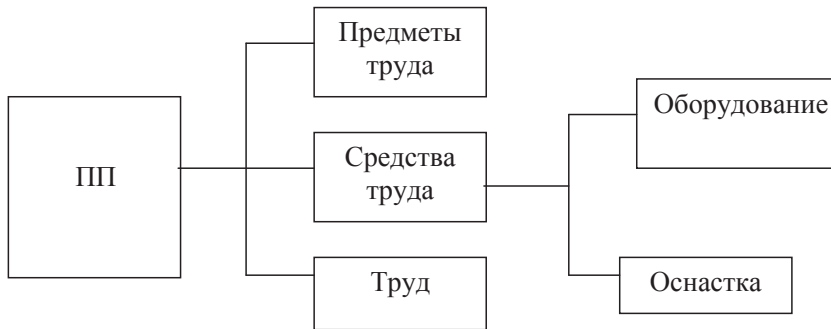 ПП
Предметы
труда
Средства
труда
Труд
Оборудование
Оснастка